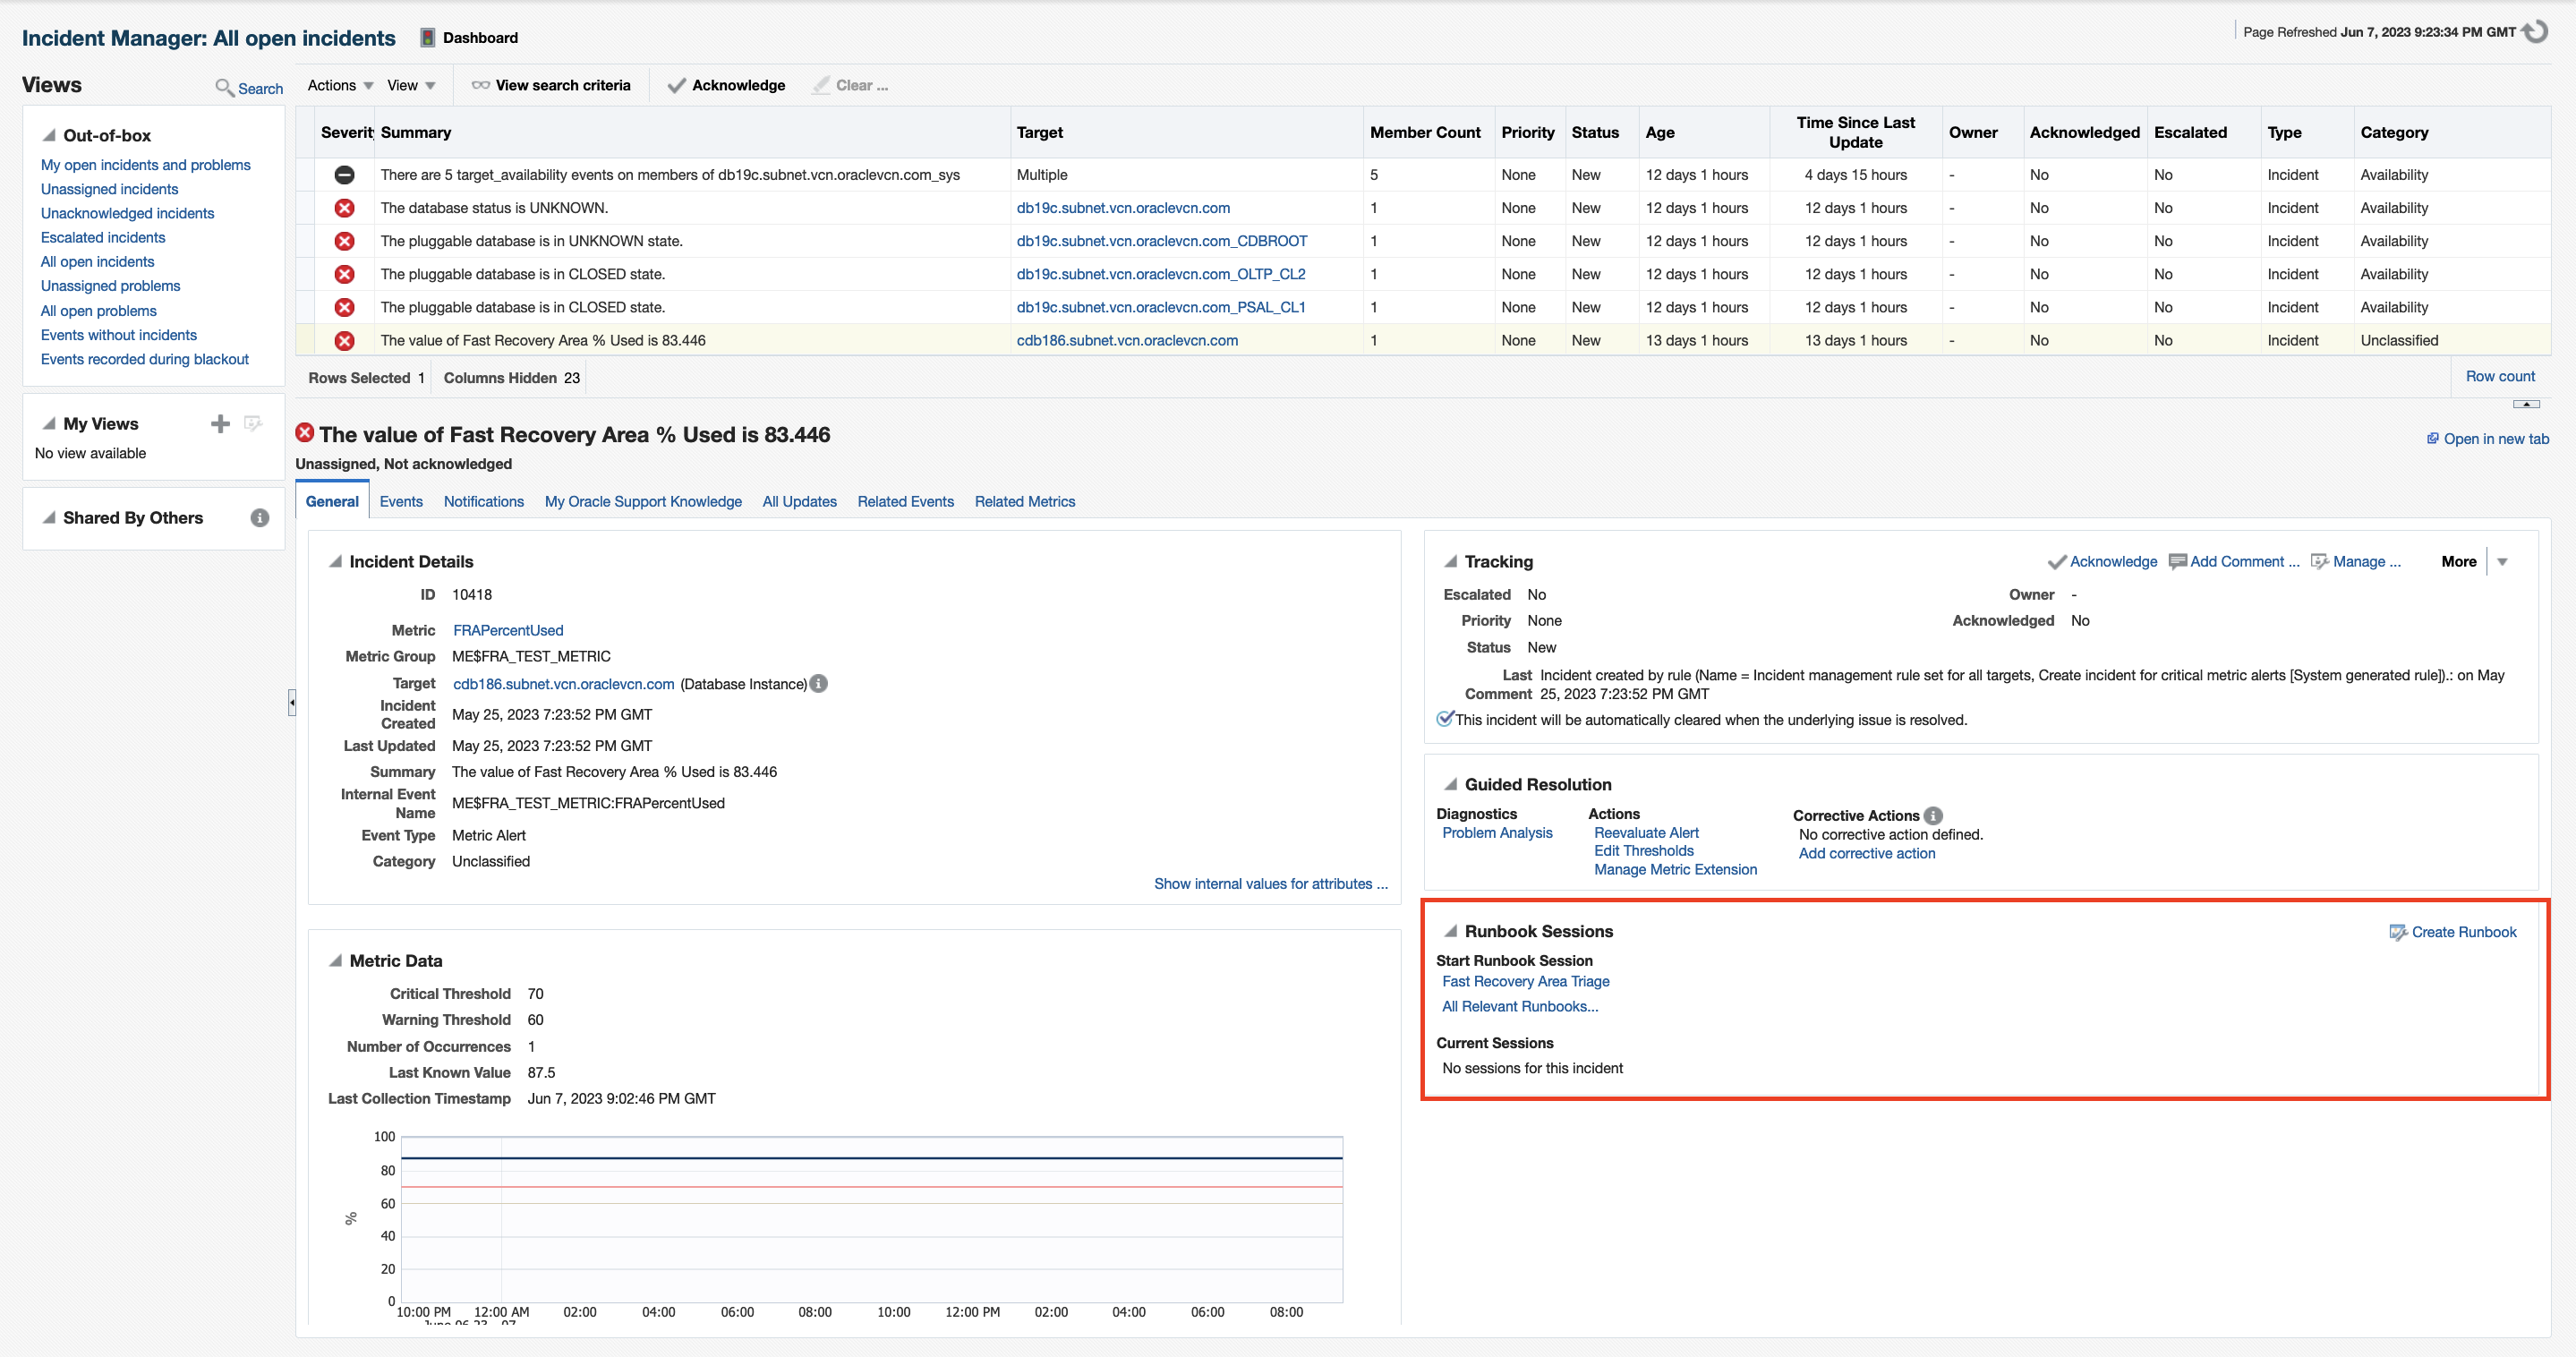 Incident Manager: All open incidents Dashboard
Page Refreshed Jun 7, 2023 9:23:34 PM GMT
Views Search
Out-of-box
My open incidents and problems
Unassigned incidents
Unacknowledged incidents
Escalated incidents
All open incidents
Unassigned problems
All open problems
Events without incidents
Events recorded during blackout
My Views
No view available
Shared By Others
Actions View View search criteria Acknowledge Clear ...
Severity Summary Target Member Count Priority Status Age Time Since Last Update Owner Acknowledged Escalated Type Category
There are 5 target_availability events on members of db19c.subnet.vcn.oraclevcn.com_sys Multiple 5 None New 12 days 1 hours 4 days 15 hours - No No Incident Availability
The database status is UNKNOWN. db19c.subnet.vcn.oraclevcn.com 1 None New 12 days 1 hours 12 days 1 hours - No No Incident Availability
The pluggable database is in UNKNOWN state. db19c.subnet.vcn.oraclevcn.com_CDBROOT 1 None New 12 days 1 hours 12 days 1 hours - No No Incident Availability
The pluggable database is in CLOSED state. db19c.subnet.vcn.oraclevcn.com_OLTP_CL2 1 None New 12 days 1 hours 12 days 1 hours - No No Incident Availability
The pluggable database is in CLOSED state. db19c.subnet.vcn.oraclevcn.com_PSAL_CL1 1 None New 12 days 1 hours 12 days 1 hours - No No Incident Availability
The value of Fast Recovery Area % Used is 83.446 cdb186.subnet.vcn.oraclevcn.com 1 None New 13 days 1 hours 13 days 1 hours - No No Incident Unclassified
Rows Selected 1 Columns Hidden 23 Row count
The value of Fast Recovery Area % Used is 83.446
Open in new tab
Unassigned, Not acknowledged
General Events Notifications My Oracle Support Knowledge All Updates Related Events Related Metrics
Incident Details
ID 10418
Metric FRAPercentUsed
Metric Group ME$FRA_TEST_METRIC
Target cdb186.subnet.vcn.oraclevcn.com (Database Instance)
Incident Created May 25, 2023 7:23:52 PM GMT
Last Updated May 25, 2023 7:23:52 PM GMT
Summary The value of Fast Recovery Area % Used is 83.446
Internal Event Name ME$FRA_TEST_METRIC:FRAPercentUsed
Event Type Metric Alert
Category Unclassified
Show internal values for attributes ...
Metric Data
Critical Threshold 70
Warning Threshold 60
Number of Occurrences 1
Last Known Value 87.5
Last Collection Timestamp Jun 7, 2023 9:02:46 PM GMT
100
80
60
%
40
20
0
10:00 PM 12:00 AM 02:00 04:00 06:00 08:00 10:00 12:00 PM 02:00 04:00 06:00 08:00
Tracking Acknowledge Add Comment ... Manage ... More
Escalated No Owner -
Priority None Acknowledged No
Status New
Last Incident created by rule (Name = Incident management rule set for all targets, Create incident for critical metric alerts [System generated rule]).: on May
Comment 25, 2023 7:23:52 PM GMT
This incident will be automatically cleared when the underlying issue is resolved.
Guided Resolution
Diagnostics Actions Corrective Actions
Problem Analysis Reevaluate Alert No corrective action defined.
Edit Thresholds Add corrective action
Manage Metric Extension
Runbook Sessions Create Runbook
Start Runbook Session
Fast Recovery Area Triage
All Relevant Runbooks...
Current Sessions
No sessions for this incident